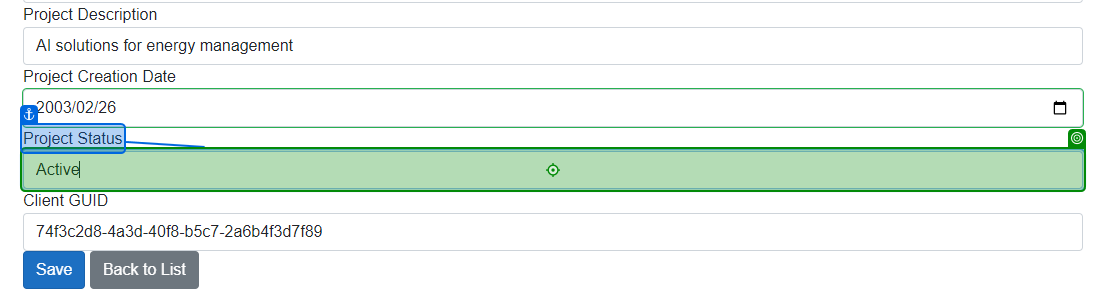 Project Description
AI solutions for energy management
Project Creation Date
2003/02/26
Project Status
Active
Client GUID
74f3c2d8-4a3d-40f8-b5c7-2a6b4f3d7f89
Save Back to List